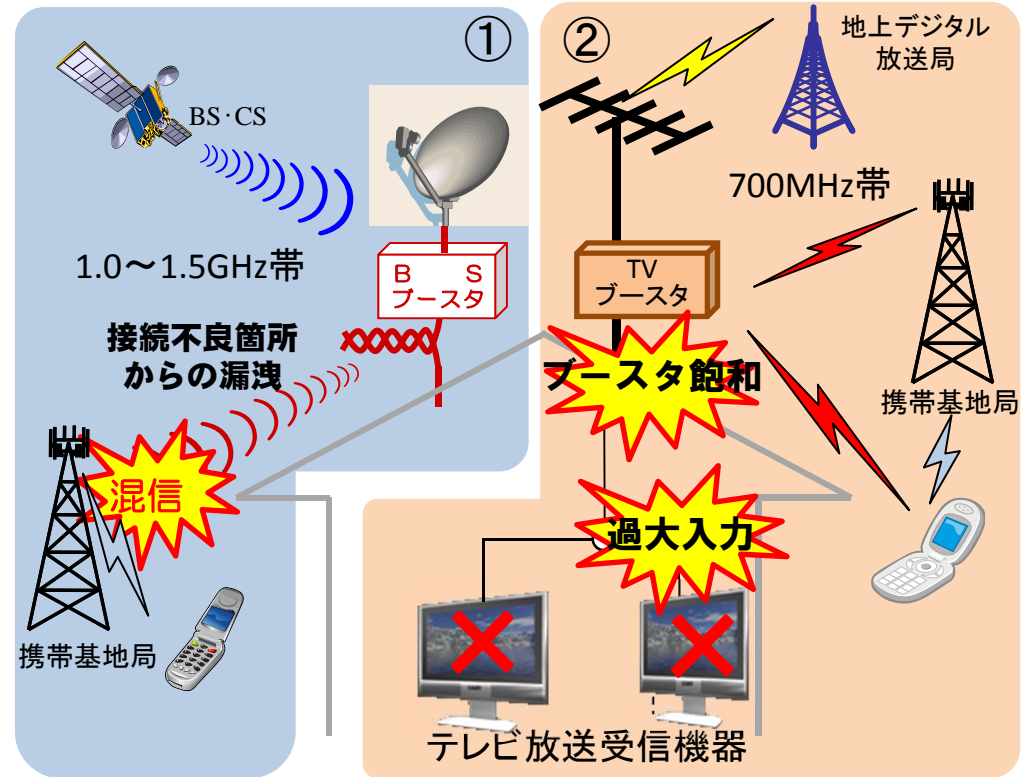 ①
BS·CS
1.0～1.5GHz帯
B S
ブースタ
接続不良箇所
からの漏洩
混信
携帯基地局
②
地上デジタル
放送局
700MHz帯
TV
ブースタ
ブースタ飽和
携帯基地局
過大入力
テレビ放送受信機器